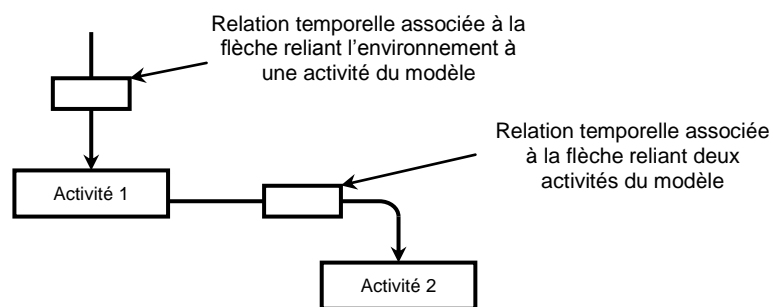 Relation temporelle associée à la
flèche reliant l'environnement à
une activité du modèle
Relation temporelle associée
à la flèche reliant deux
activités du modèle
Activité 1
Activité 2